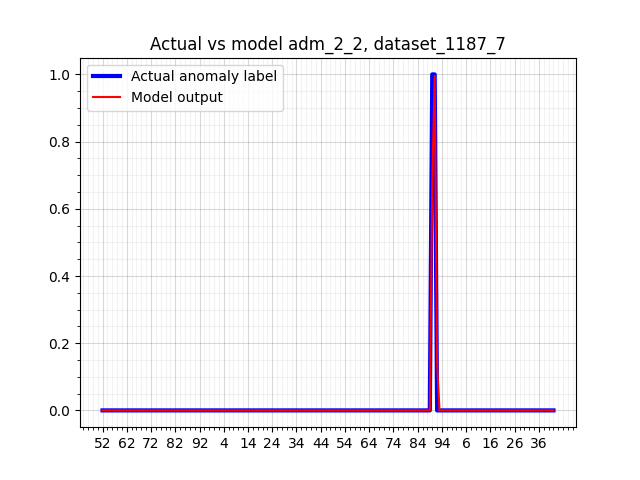 Actual vs model adm_2_2, dataset_1187_7
Actual anomaly label
Model output
1.0
0.8
0.6
0.4
0.2
0.0
52 62 72 82 92 4 14 24 34 44 54 64 74 84 94 6 16 26 36